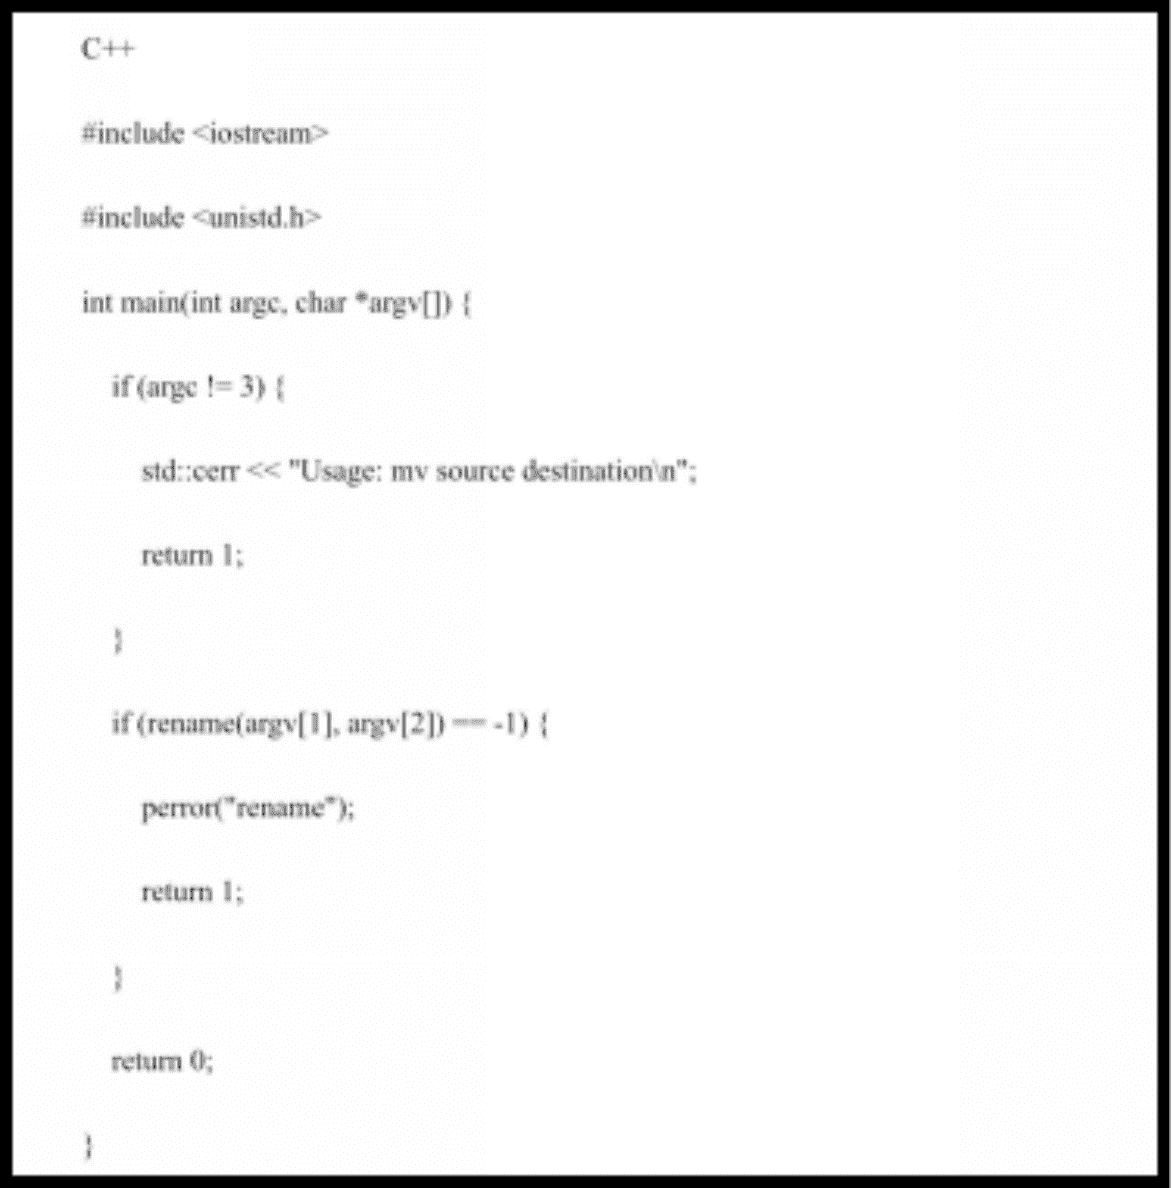 C++
#include <iostream>
#include <unistd.h>
int main(int argc, char *argv[]) {
if (argc != 3) {
std::cerr << "Usage: mv source destination\n";
return 1;
}
if (rename(argv[1], argv[2]) == -1) {
perror("rename");
return 1;
}
return 0;
}